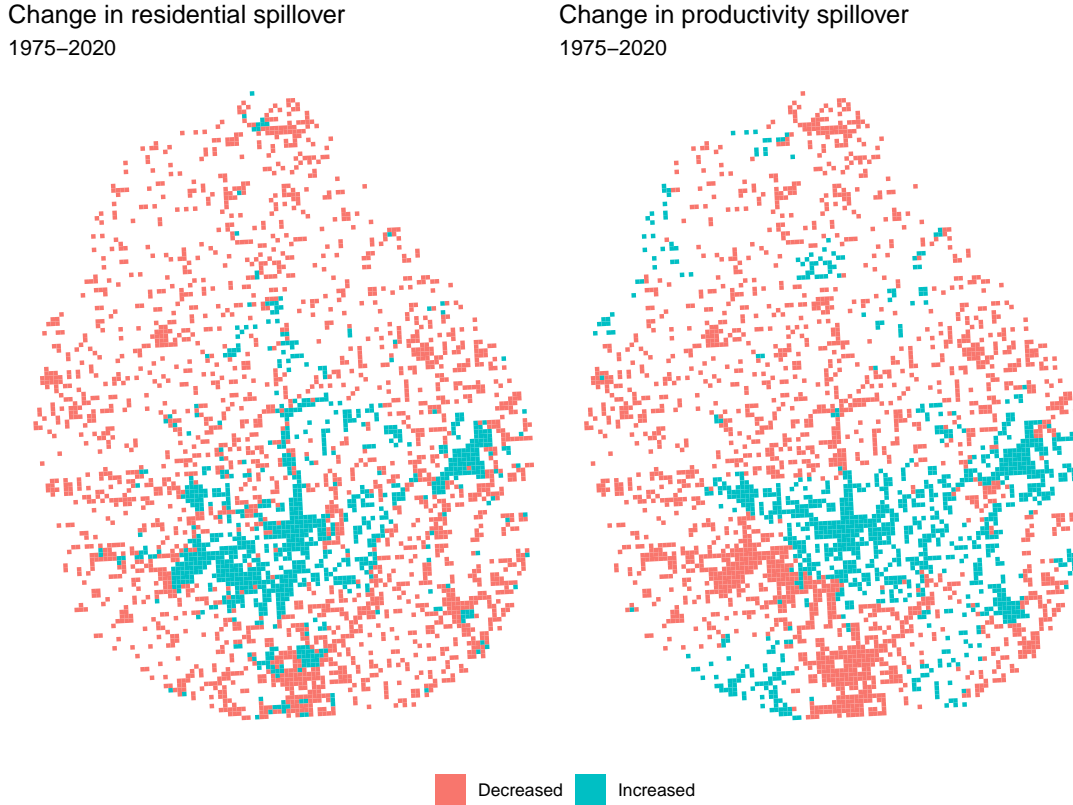 Change in residential spillover
1975–2020
Change in productivity spillover
1975–2020
Decreased
Increased